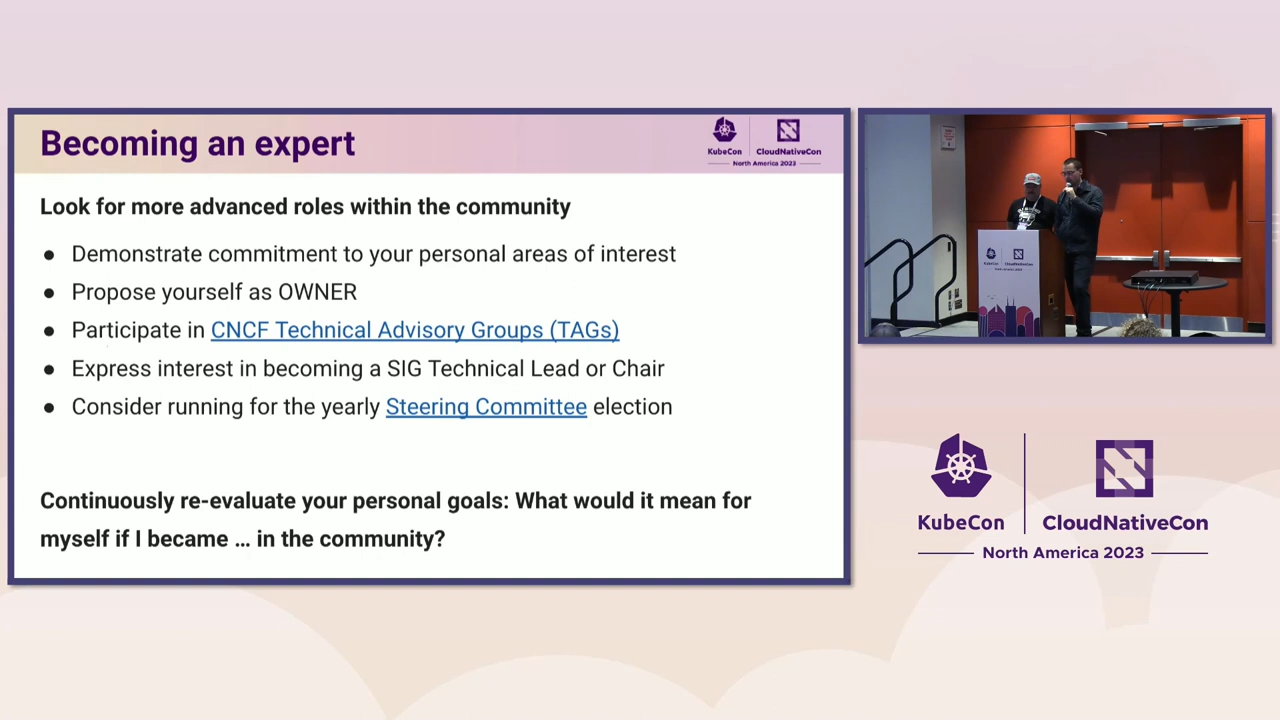 Becoming an expert
KubeCon
CloudNativeCon
North America 2023
Look for more advanced roles within the community
● Demonstrate commitment to your personal areas of interest
● Propose yourself as OWNER
● Participate in CNCF Technical Advisory Groups (TAGs)
● Express interest in becoming a SIG Technical Lead or Chair
● Consider running for the yearly Steering Committee election
Continuously re-evaluate your personal goals: What would it mean for
myself if I became … in the community?
KubeCon
CloudNativeCon
North America 2023